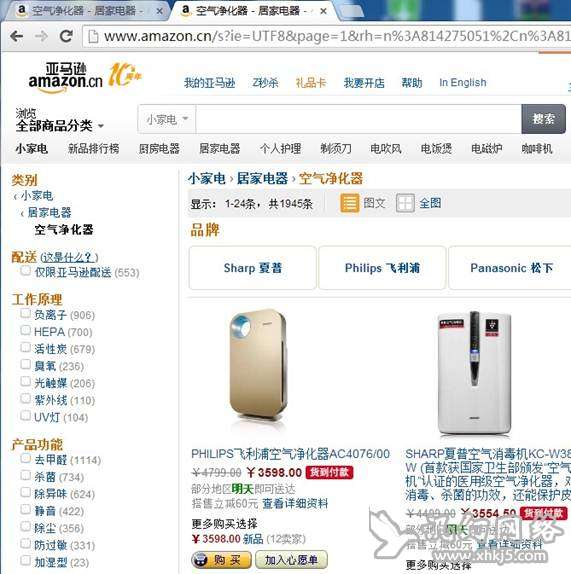 空气净化器 - 居家电器 -
空气净化器 - 居家电器 -
www.amazon.cn/s?ie=UTF8&page=1&rh=n%3A814275051%2Cn%3A81
亚马逊
amazon.cn
10周年
我的亚马逊 Z秒杀 礼品卡 我要开店 帮助 In English
浏览
全部商品分类
小家电
搜索
小家电 新品排行榜 厨房电器 居家电器 个人护理 剃须刀 电吹风 电饭煲 电磁炉 咖啡机
类别
‹ 小家电
‹ 居家电器
空气净化器
配送 (这是什么?)
仅限亚马逊配送 (553)
工作原理
负离子 (906)
HEPA (700)
活性炭 (679)
臭氧 (236)
光触媒 (206)
紫外线 (110)
UV灯 (104)
产品功能
去甲醛 (1114)
杀菌 (734)
除异味 (624)
静音 (422)
除尘 (356)
防过敏 (331)
加湿型 (23)
小家电 › 居家电器 › 空气净化器
显示: 1-24条, 共1945条
图文
全图
品牌
Sharp 夏普
Philips 飞利浦
Panasonic 松下
PHILIPS飞利浦空气净化器AC4076/00
￥4799.00 ￥3598.00 货到付款
部分地区明天即可送达
搭售立减60元 查看详细资料
更多购买选择
￥3598.00 新品 (12卖家)
购买
加入心愿单
SHARP夏普空气消毒机KC-W38
W (首款获国家卫生部颁发"空气
机"认证的医用级空气净化器，
消毒、杀菌的功效，还能保护皮
￥3554.50 货到付款
部分地区明天即可送达
搭售立减60元 查看详细资料
网络
www.xhkj5.com